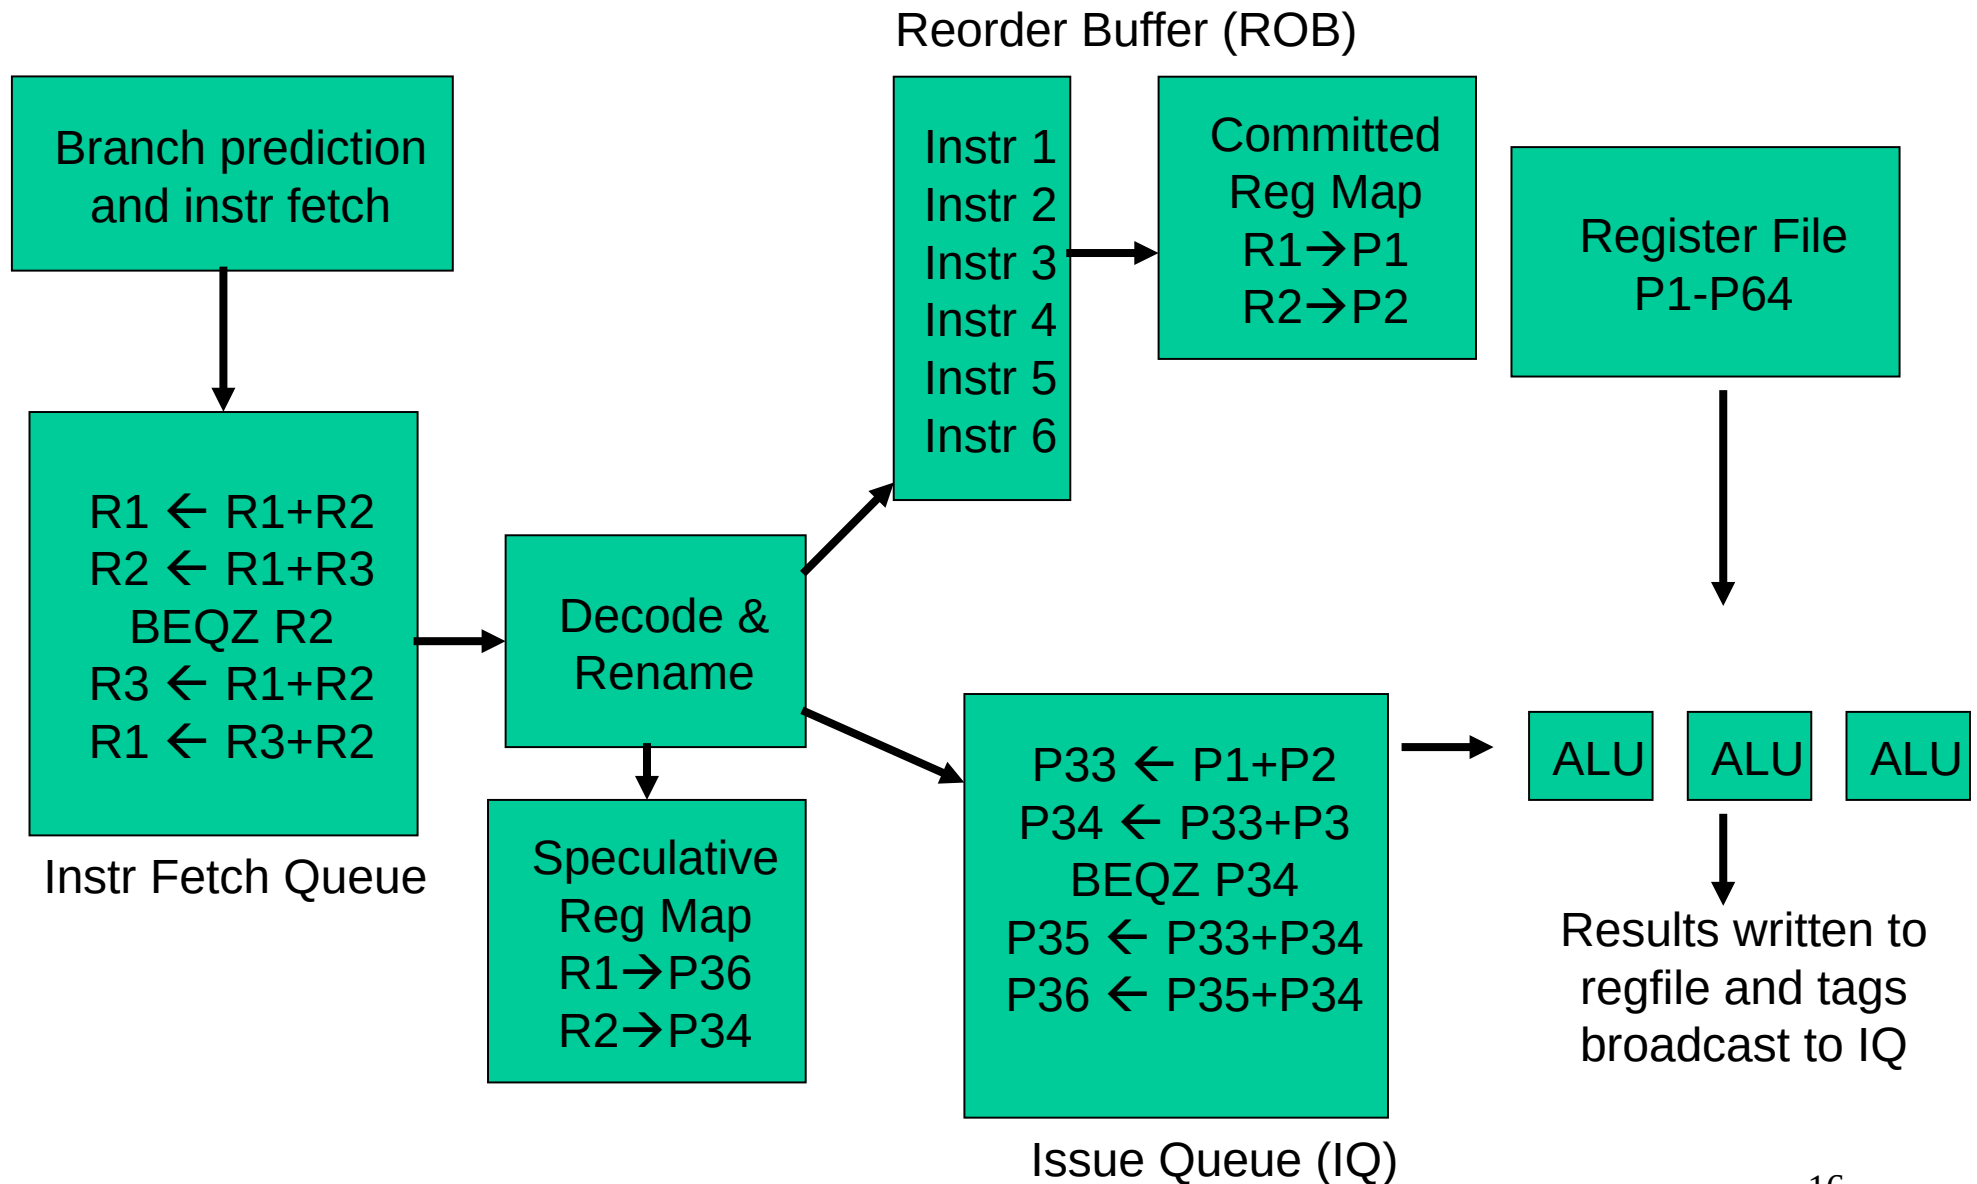 Reorder Buffer (ROB)
Branch prediction
and instr fetch
Instr 1
Instr 2
Instr 3
Instr 4
Instr 5
Instr 6
Committed
Reg Map
R1→P1
R2→P2
Register File
P1-P64
R1 ← R1+R2
R2 ← R1+R3
BEQZ R2
R3 ← R1+R2
R1 ← R3+R2
Instr Fetch Queue
Decode &
Rename
Speculative
Reg Map
R1→P36
R2→P34
P33 ← P1+P2
P34 ← P33+P3
BEQZ P34
P35 ← P33+P34
P36 ← P35+P34
Issue Queue (IQ)
ALU
ALU
ALU
Results written to
regfile and tags
broadcast to IQ